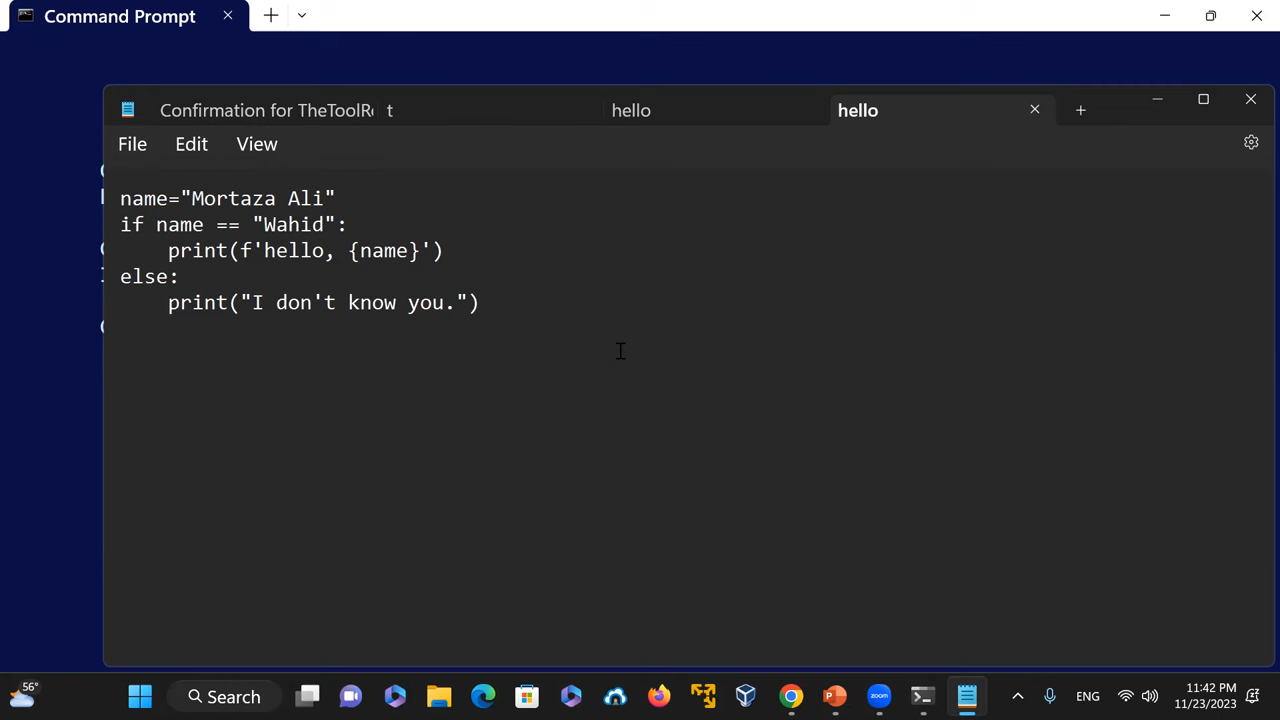 Command Prompt
Confirmation for TheToolR
t
hello
hello
File Edit View
name="Mortaza Ali"
if name == "Wahid":
    print(f'hello, {name}')
else:
    print("I don't know you.")
56°
Search
ENG
11:42 PM
11/23/2023